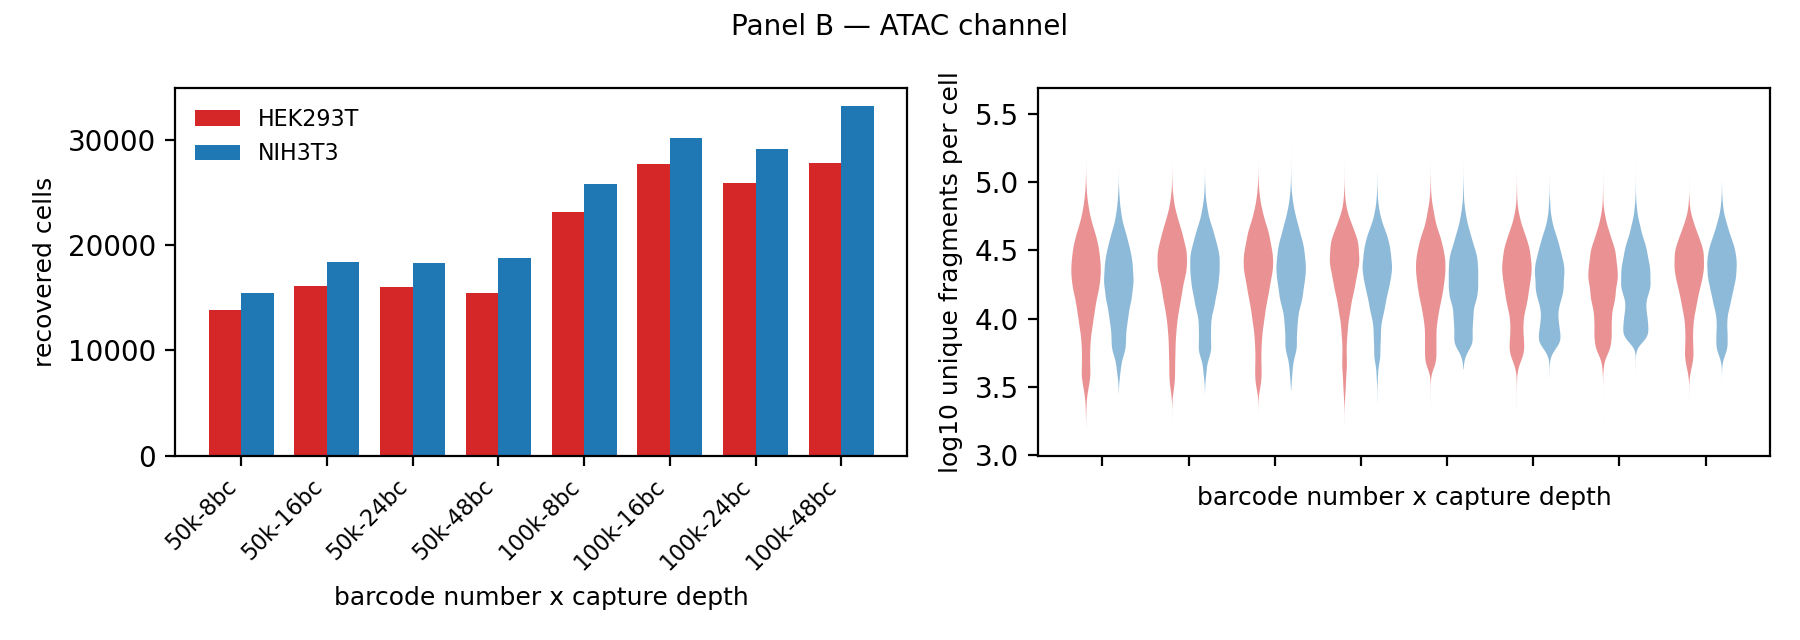 Panel B — ATAC channel
recovered cells
30000
20000
10000
0
HEK293T
NIH3T3
50k-8bc
50k-16bc
50k-24bc
50k-48bc
100k-8bc
100k-16bc
100k-24bc
100k-48bc
barcode number x capture depth
log10 unique fragments per cell
5.5
5.0
4.5
4.0
3.5
3.0
barcode number x capture depth